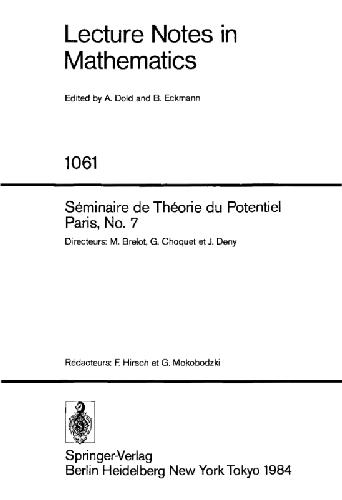 Lecture Notes in
Mathematics
Edited by A. Dold and B. Eckmann
1061
Séminaire de Théorie du Potentiel
Paris, No. 7
Directeurs: M. Brelot, G. Choquet et J. Deny
Rédacteurs: F. Hirsch et G. Mokobodzki
Springer-Verlag
Berlin Heidelberg New York Tokyo 1984